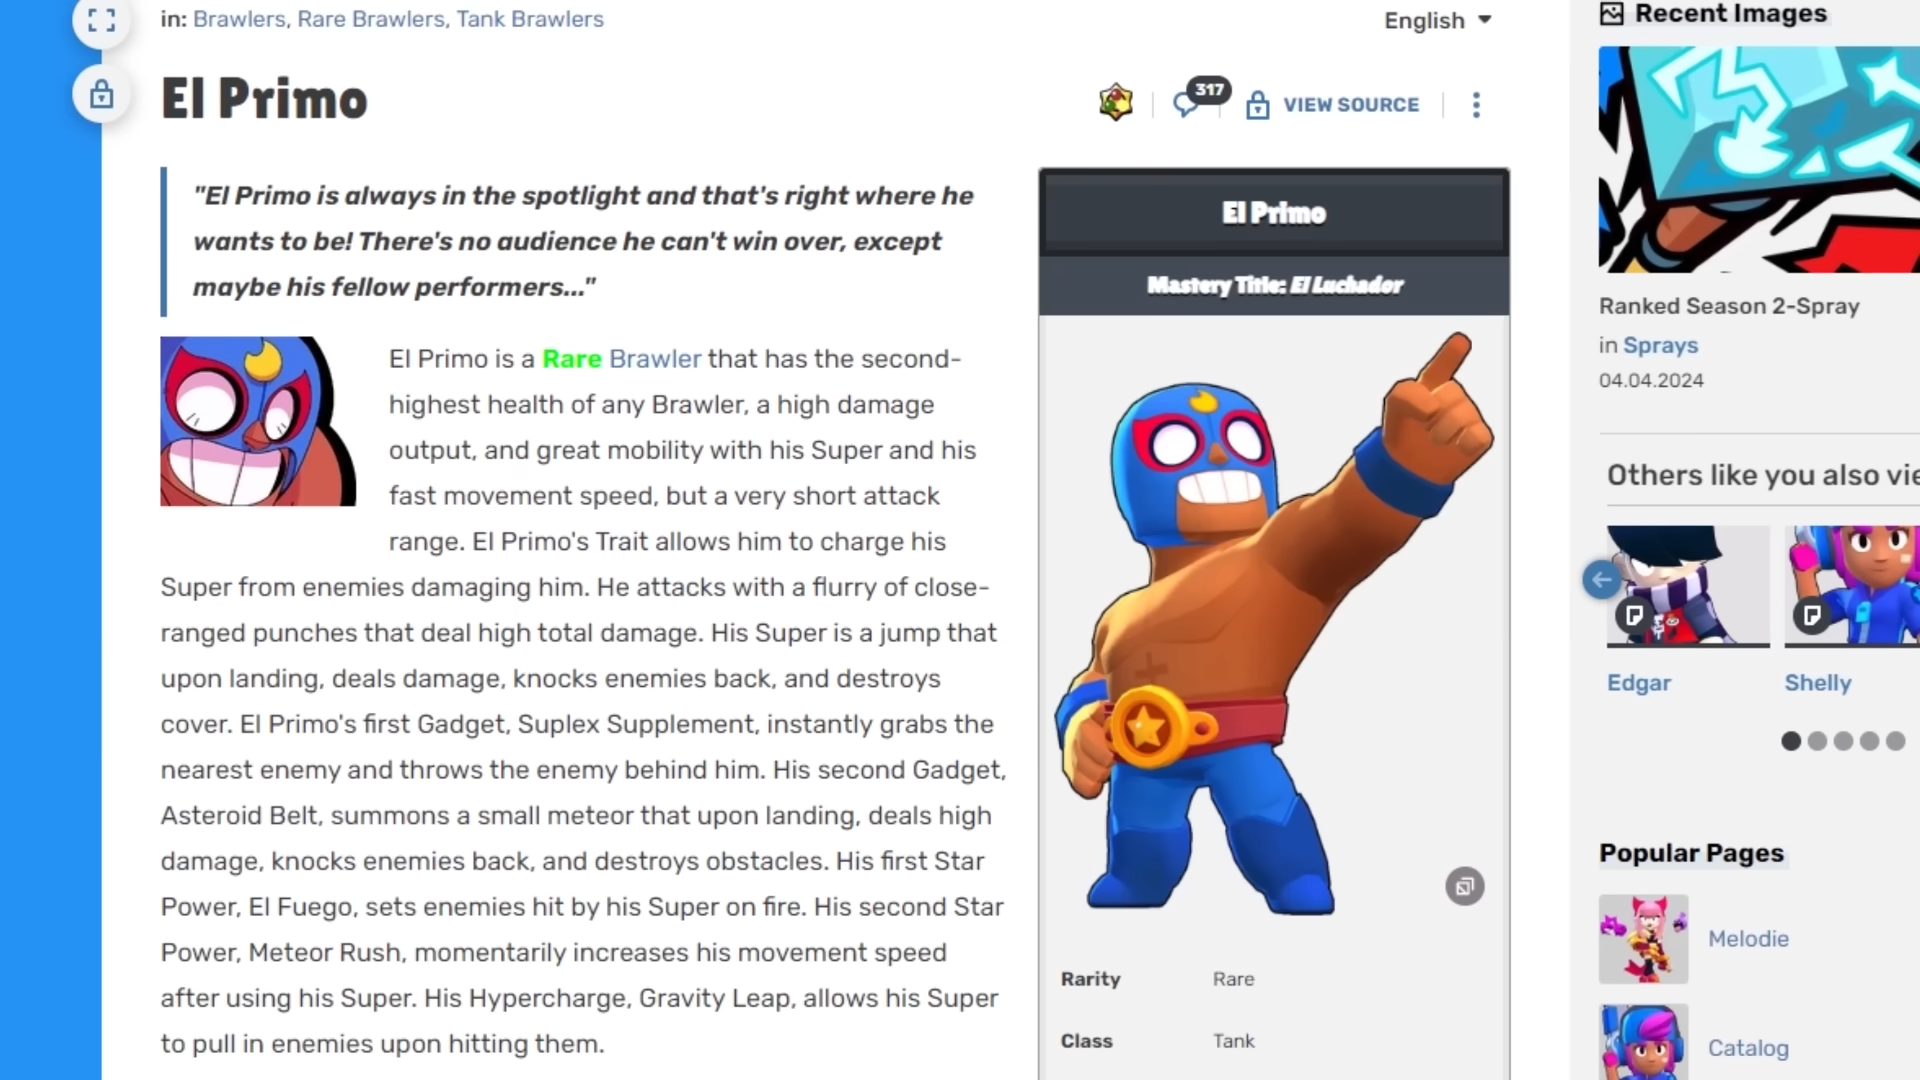 in: Brawlers, Rare Brawlers, Tank Brawlers
English
El Primo
317
VIEW SOURCE
"El Primo is always in the spotlight and that's right where he
wants to be! There's no audience he can't win over, except
maybe his fellow performers..."
El Primo is a Rare Brawler that has the second-
highest health of any Brawler, a high damage
output, and great mobility with his Super and his
fast movement speed, but a very short attack
range. El Primo's Trait allows him to charge his
Super from enemies damaging him. He attacks with a flurry of close-
ranged punches that deal high total damage. His Super is a jump that
upon landing, deals damage, knocks enemies back, and destroys
cover. El Primo's first Gadget, Suplex Supplement, instantly grabs the
nearest enemy and throws the enemy behind him. His second Gadget,
Asteroid Belt, summons a small meteor that upon landing, deals high
damage, knocks enemies back, and destroys obstacles. His first Star
Power, El Fuego, sets enemies hit by his Super on fire. His second Star
Power, Meteor Rush, momentarily increases his movement speed
after using his Super. His Hypercharge, Gravity Leap, allows his Super
to pull in enemies upon hitting them.
El Primo
Mastery Title: El Luchador
Rarity Rare
Class Tank
Recent Images
Ranked Season 2-Spray
in Sprays
04.04.2024
Others like you also vie
Edgar
Shelly
Popular Pages
Melodie
Catalog